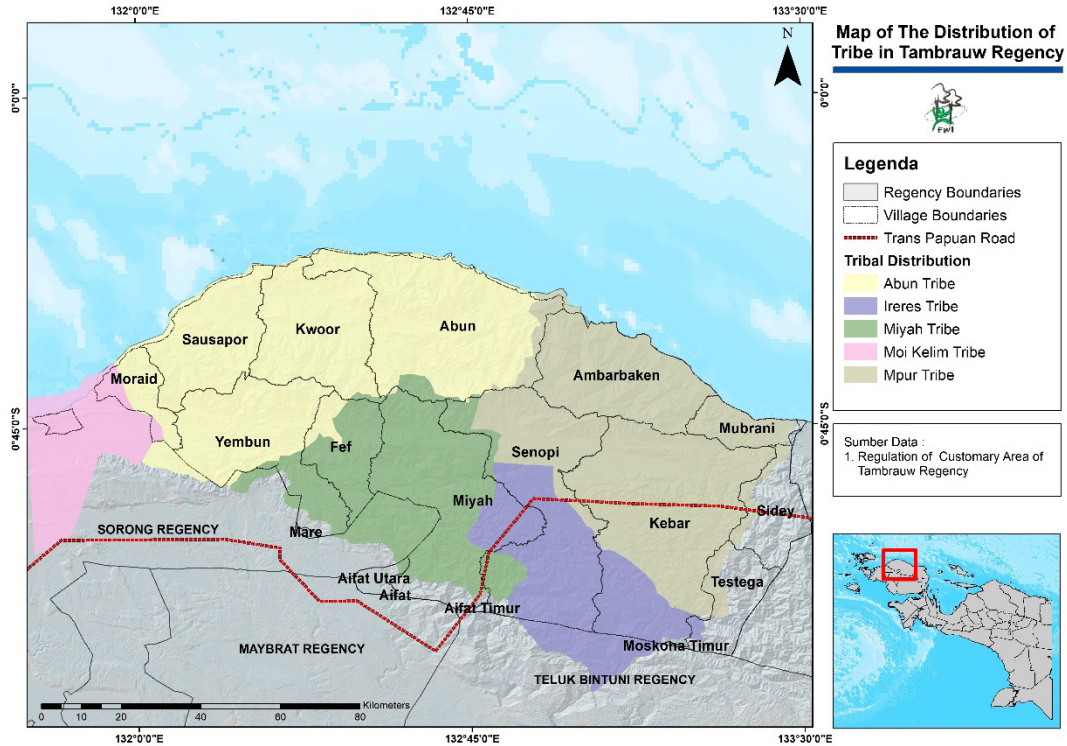 132°0'0"E
132°45'0"E
133°30'0"E
Map of The Distribution of
Tribe in Tambrauw Regency
N
0°0'0"
0°0'0"
FWI
Legenda
Regency Boundaries
Village Boundaries
Trans Papuan Road
Tribal Distribution
Abun Tribe
Ireres Tribe
Miyah Tribe
Moi Kelim Tribe
Mpur Tribe
Sausapor
Kwoor
Abun
Moraid
Ambarbaken
Mubrani
0°45'0"S
0°45'0"S
Yembun
Fef
Senopi
Sumber Data :
1. Regulation of Customary Area of
Tambrauw Regency
Miyah
Kebar
Sidey
SORONG REGENCY
Mare
Aifat Utara
Aifat
Aifat Timur
Testega
MAYBRAT REGENCY
Moskoha Timur
TELUK BINTUNI REGENCY
Kilometers
0 10 20 40 60 80
132°0'0"E
132°45'0"E
133°30'0"E